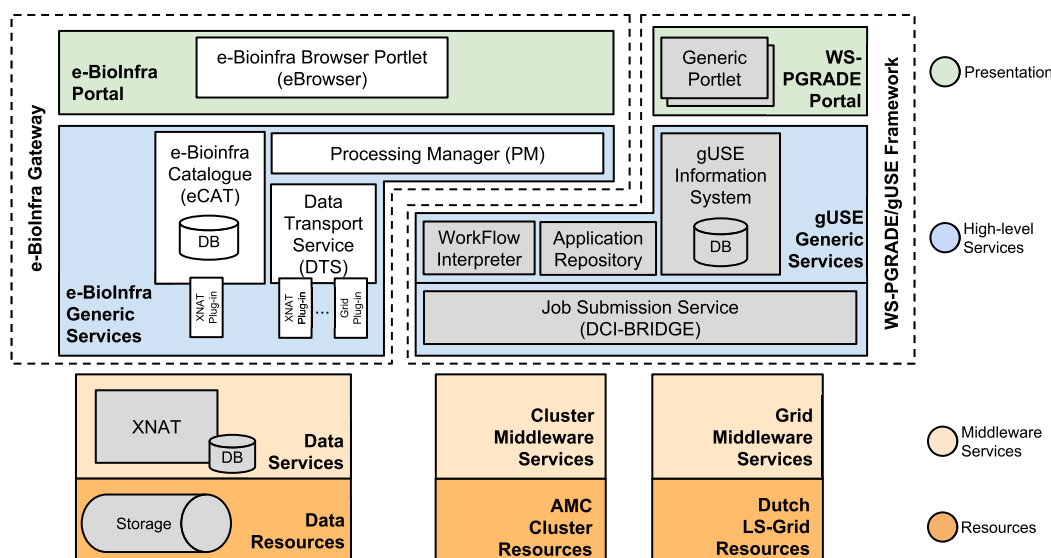 e-BioInfra Gateway
e-BioInfra
Portal
e-Bioinfra Browser Portlet
(eBrowser)
e-Bioinfra
Catalogue
(eCAT)
DB
XNAT
Plug-in
Processing Manager (PM)
Data
Transport
Service
(DTS)
XNAT
Plug-in
...
Grid
Plug-in
e-BioInfra
Generic
Services
Generic
Portlet
WS-
PGRADE
Portal
WS-PGRADE/gUSE Framework
WorkFlow
Interpreter
Application
Repository
gUSE
Information
System
DB
gUSE
Generic
Services
Job Submission Service
(DCI-BRIDGE)
XNAT
DB
Data
Services
Storage
Data
Resources
Cluster
Middleware
Services
AMC
Cluster
Resources
Grid
Middleware
Services
Dutch
LS-Grid
Resources
Presentation
High-level
Services
Middleware
Services
Resources